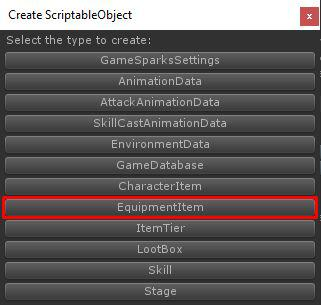 Create ScriptableObject
x
Select the type to create:
GameSparksSettings
AnimationData
AttackAnimationData
SkillCastAnimationData
EnvironmentData
GameDatabase
CharacterItem
EquipmentItem
ItemTier
LootBox
Skill
Stage